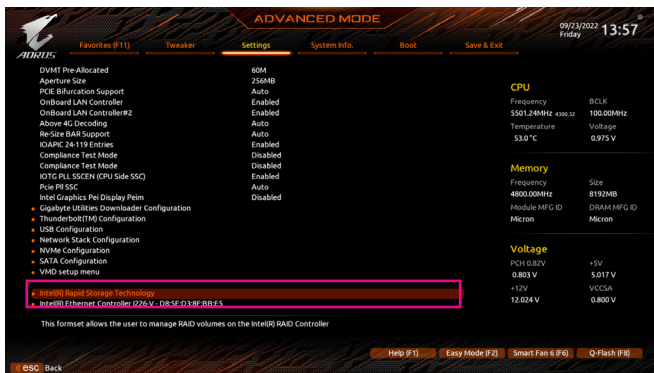 ADVANCED MODE
09/23/2022 Friday 13:57
AORUS
Favorites (F11) Tweaker Settings System Info. Boot Save & Exit
DVMT Pre-Allocated 60M
Aperture Size 256MB
PCIE Bifurcation Support Auto
OnBoard LAN Controller Enabled
OnBoard LAN Controller#2 Enabled
Above 4G Decoding Auto
Re-Size BAR Support Auto
IOAPIC 24-119 Entries Enabled
Compliance Test Mode Disabled
Compliance Test Mode Disabled
IOTG PLL SSCEN (CPU Side SSC) Enabled
Pcie Pll SSC Auto
Intel Graphics Pei Display Peim Disabled
Gigabyte Utilities Downloader Configuration
Thunderbolt(TM) Configuration
USB Configuration
Network Stack Configuration
NVMe Configuration
SATA Configuration
VMD setup menu
Intel(R) Rapid Storage Technology
Intel(R) Ethernet Controller I226-V - D8:5E:D3:8F:BB:E5
This formset allows the user to manage RAID volumes on the Intel(R) RAID Controller
CPU
Frequency BCLK
5501.24MHz 4300.32 100.00MHz
Temperature Voltage
53.0 °C 0.975 V
Memory
Frequency Size
4800.00MHz 8192MB
Module MFG ID DRAM MFG ID
Micron Micron
Voltage
PCH 0.82V +5V
0.803 V 5.017 V
+12V VCCSA
12.024 V 0.800 V
Help (F1) Easy Mode (F2) Smart Fan 6 (F6) Q-Flash (F8)
esc Back